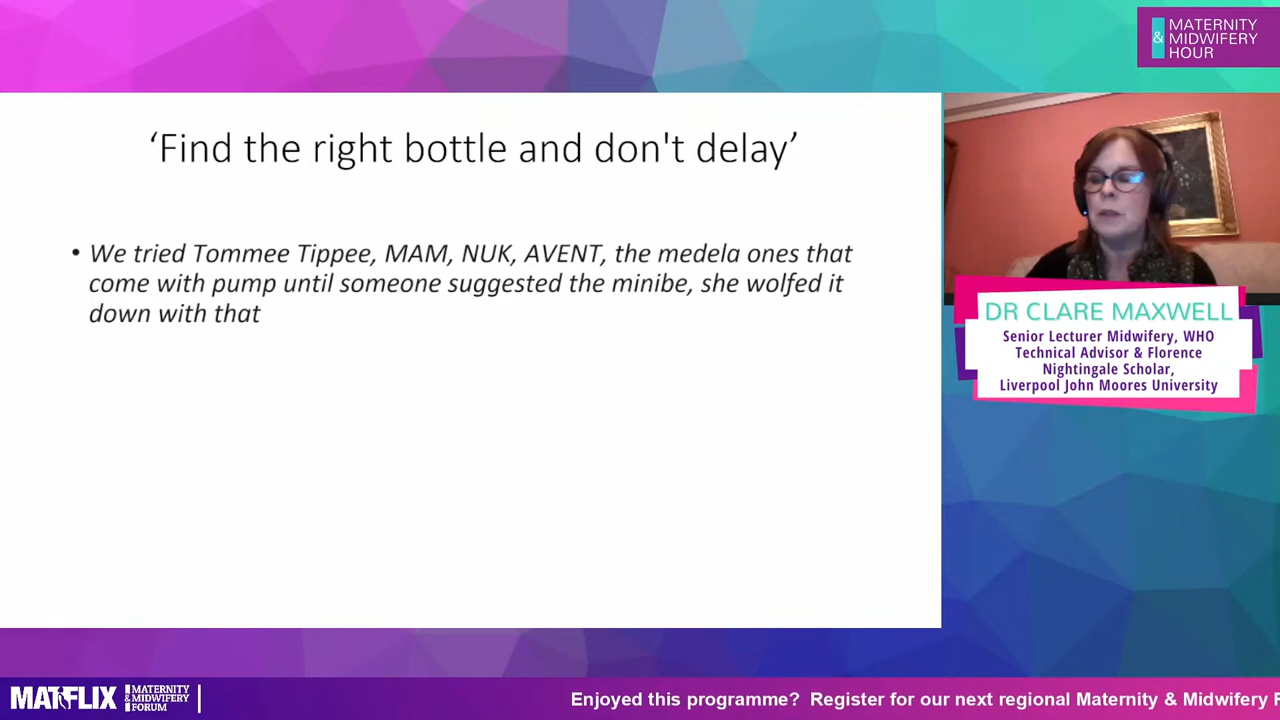 MATERNITY
& MIDWIFERY
HOUR
‘Find the right bottle and don't delay’
• We tried Tommee Tippee, MAM, NUK, AVENT, the medela ones that
come with pump until someone suggested the minibe, she wolfed it
down with that
DR CLARE MAXWELL
Senior Lecturer Midwifery, WHO
Technical Advisor & Florence
Nightingale Scholar,
Liverpool John Moores University
MATFLIX
MATERNITY
& MIDWIFERY
FORUM
Enjoyed this programme? Register for our next regional Maternity & Midwifery F